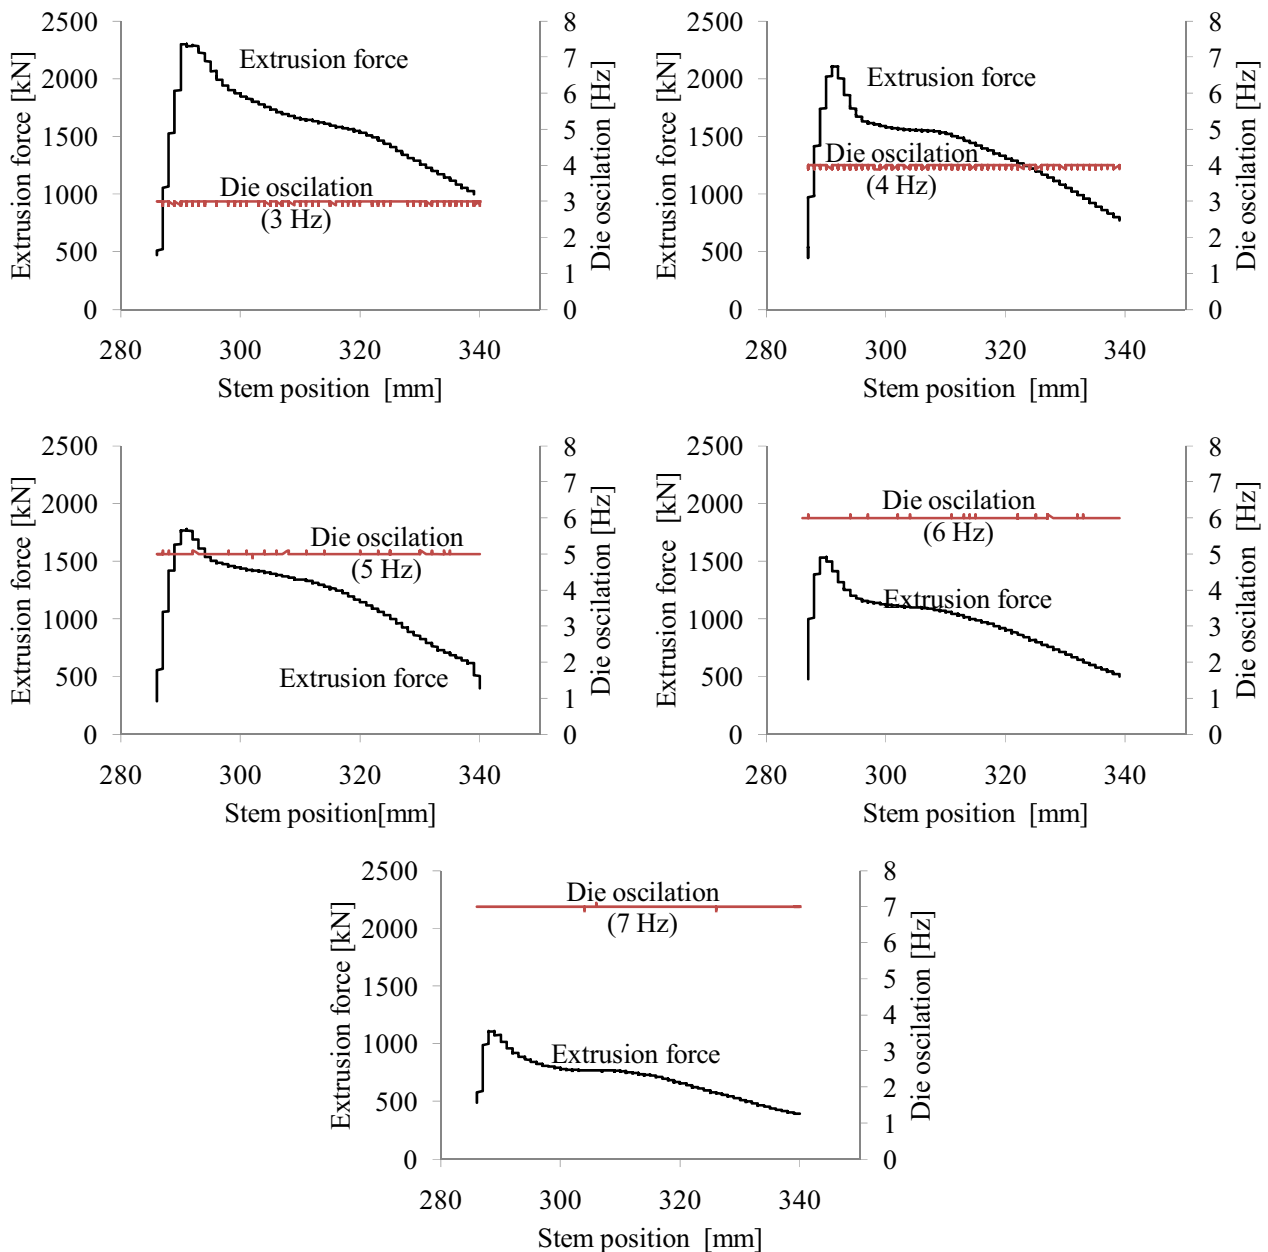 Extrusion force [kN]
2500
2000
1500
1000
500
0
Extrusion force
Die oscilation
(3 Hz)
8
7
6
5
4
3
2
1
0
Die oscilation [Hz]
280 300 320 340
Stem position [mm]
Extrusion force [kN]
2500
2000
1500
1000
500
0
Extrusion force
Die oscilation
(4 Hz)
8
7
6
5
4
3
2
1
0
Die oscilation [Hz]
280 300 320 340
Stem position [mm]
Extrusion force [kN]
2500
2000
1500
1000
500
0
Die oscilation
(5 Hz)
Extrusion force
8
7
6
5
4
3
2
1
0
Die oscilation [Hz]
280 300 320 340
Stem position[mm]
Extrusion force [kN]
2500
2000
1500
1000
500
0
Die oscilation
(6 Hz)
Extrusion force
8
7
6
5
4
3
2
1
0
Die oscilation [Hz]
280 300 320 340
Stem position [mm]
Extrusion force [kN]
2500
2000
1500
1000
500
0
Die oscilation
(7 Hz)
Extrusion force
8
7
6
5
4
3
2
1
0
Die oscilation [Hz]
280 300 320 340
Stem position [mm]